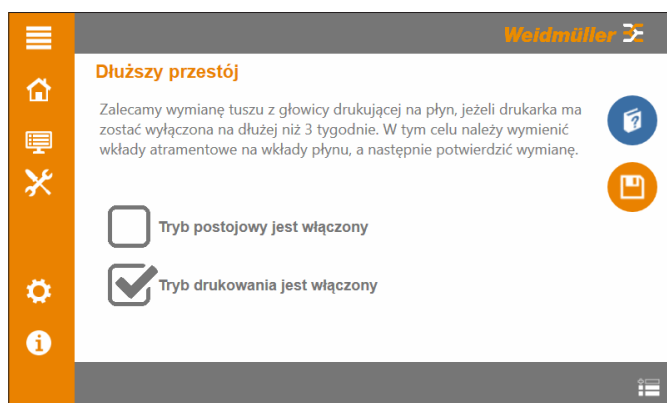 Weidmüller
Dłuższy przestój
Zalecamy wymianę tuszu z głowicy drukującej na płyn, jeżeli drukarka ma
zostać wyłączona na dłużej niż 3 tygodnie. W tym celu należy wymienić
wkłady atramentowe na wkłady płynu, a następnie potwierdzić wymianę.
Tryb postojowy jest włączony
Tryb drukowania jest włączony